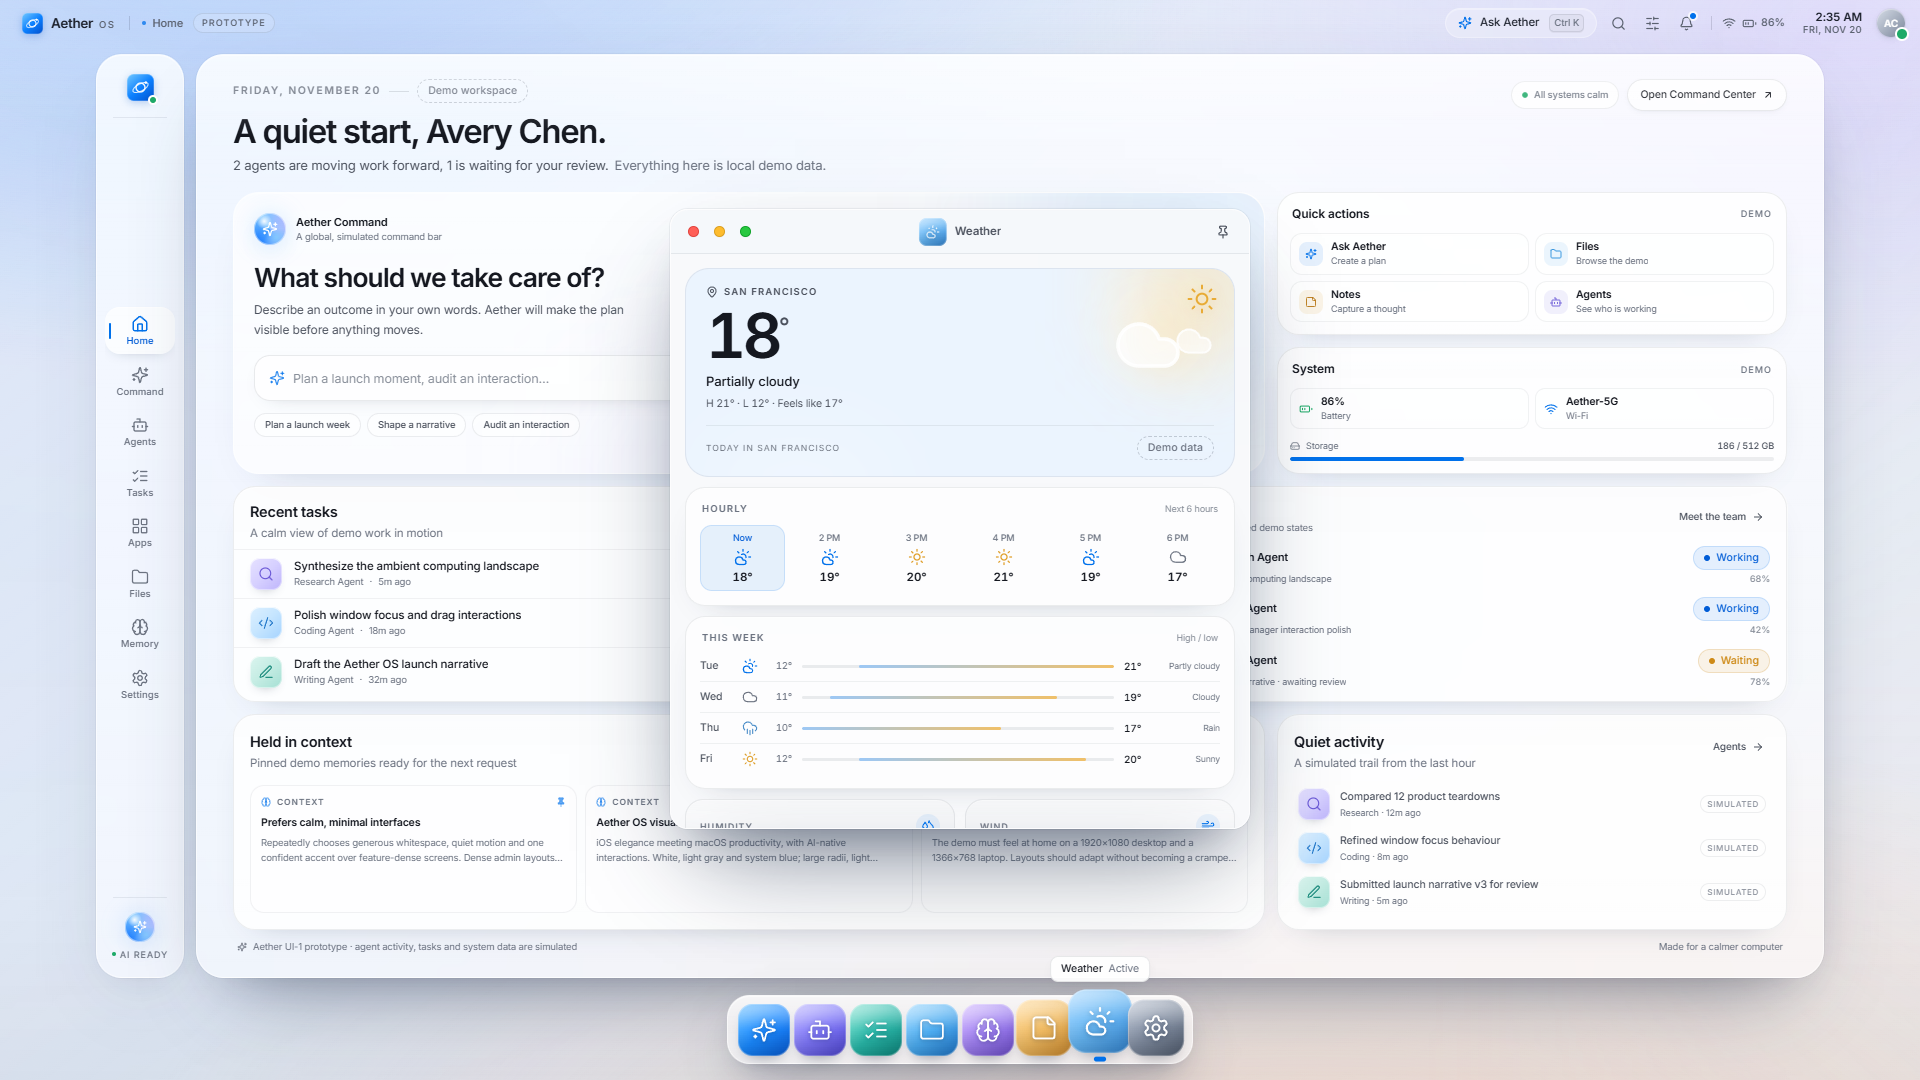 Aether OS
Home
PROTOTYPE
Ask Aether
Ctrl K
86%
2:35 AM
FRI, NOV 20
AC
FRIDAY, NOVEMBER 20
Demo workspace
All systems calm
Open Command Center
A quiet start, Avery Chen.
2 agents are moving work forward, 1 is waiting for your review. Everything here is local demo data.
Home
Command
Agents
Tasks
Apps
Files
Memory
Settings
AI READY
Aether Command
A global, simulated command bar
What should we take care of?
Describe an outcome in your own words. Aether will make the plan
visible before anything moves.
Plan a launch moment, audit an interaction...
Plan a launch week
Shape a narrative
Audit an interaction
Quick actions
DEMO
Ask Aether
Create a plan
Files
Browse the demo
Notes
Capture a thought
Agents
See who is working
System
DEMO
86%
Battery
Aether-5G
Wi-Fi
Storage
186 / 512 GB
Weather
SAN FRANCISCO
18°
Partially cloudy
H 21° · L 12° · Feels like 17°
TODAY IN SAN FRANCISCO
Demo data
HOURLY
Next 6 hours
Now
18°
2 PM
19°
3 PM
20°
4 PM
21°
5 PM
19°
6 PM
17°
THIS WEEK
High / low
Tue 12° 21° Partly cloudy
Wed 11° 19° Cloudy
Thu 10° 17° Rain
Fri 12° 20° Sunny
HUMIDITY
WIND
Recent tasks
A calm view of demo work in motion
Synthesize the ambient computing landscape
Research Agent · 5m ago
Polish window focus and drag interactions
Coding Agent · 18m ago
Draft the Aether OS launch narrative
Writing Agent · 32m ago
demo states
Meet the team
Agent
Working
omputing landscape
68%
Agent
Working
anager interaction polish
42%
Agent
Waiting
rrative · awaiting review
78%
Held in context
Pinned demo memories ready for the next request
CONTEXT
Prefers calm, minimal interfaces
Repeatedly chooses generous whitespace, quiet motion and one
confident accent over feature-dense screens. Dense admin layouts...
CONTEXT
Aether OS visua
iOS elegance meeting macOS productivity, with AI-native
interactions. White, light gray and system blue; large radii, light...
The demo must feel at home on a 1920×1080 desktop and a
1366×768 laptop. Layouts should adapt without becoming a crampe...
Quiet activity
Agents
A simulated trail from the last hour
Compared 12 product teardowns
Research · 12m ago
SIMULATED
Refined window focus behaviour
Coding · 8m ago
SIMULATED
Submitted launch narrative v3 for review
Writing · 5m ago
SIMULATED
Aether UI-1 prototype · agent activity, tasks and system data are simulated
Made for a calmer computer
Weather Active